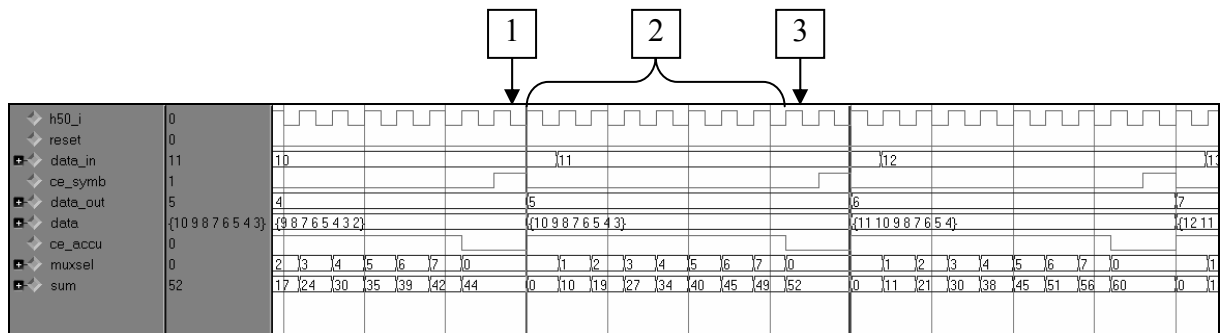 1 2 3
h50_i 0
reset 0
data_in 11 10 11 12 13
ce_symb 1
data_out 5 4 5 6 7
data {10 9 8 7 6 5 4 3} {9 8 7 6 5 4 3 2} {10 9 8 7 6 5 4 3} {11 10 9 8 7 6 5 4} {12 11
ce_accu 0
muxsel 0 2 3 4 5 6 7 0 1 2 3 4 5 6 7 0 1 2 3 4 5 6 7 0 1
sum 52 17 24 30 35 39 42 44 0 10 19 27 34 40 45 49 52 0 11 21 30 38 45 51 56 60 0 1